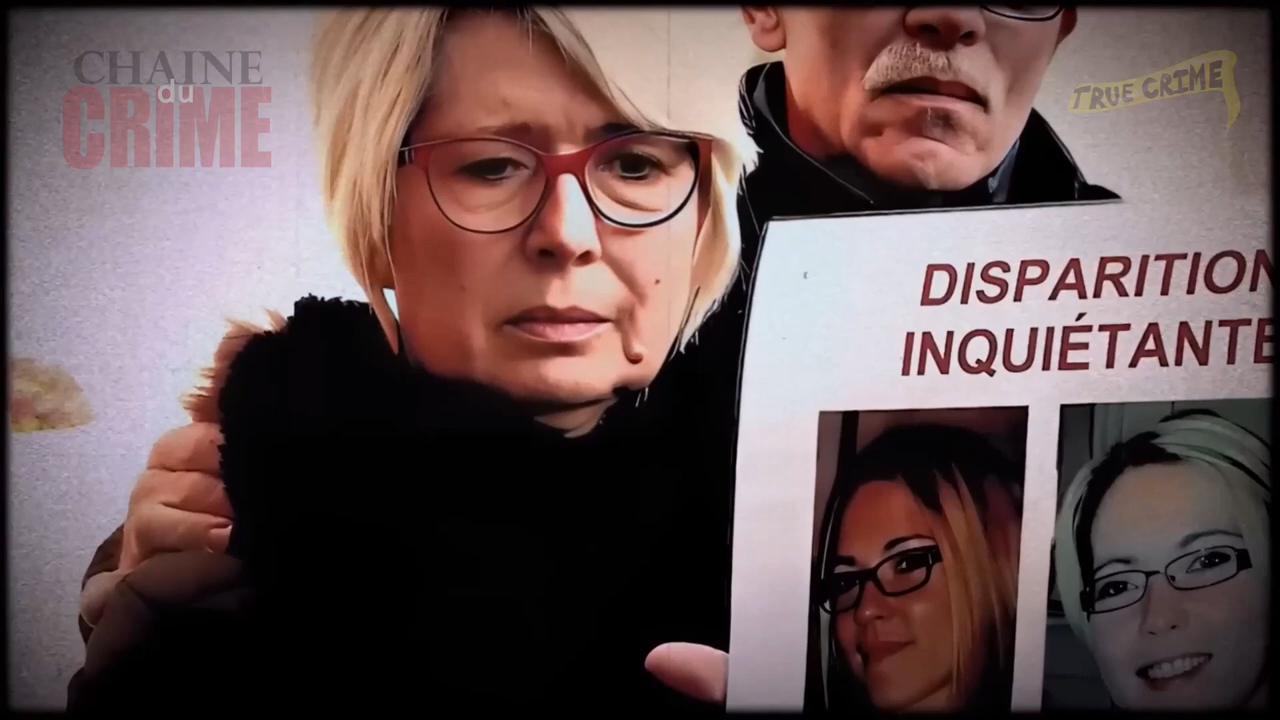 CHAINE
du
CRIME
TRUE CRIME
DISPARITION
INQUIÉTANTE